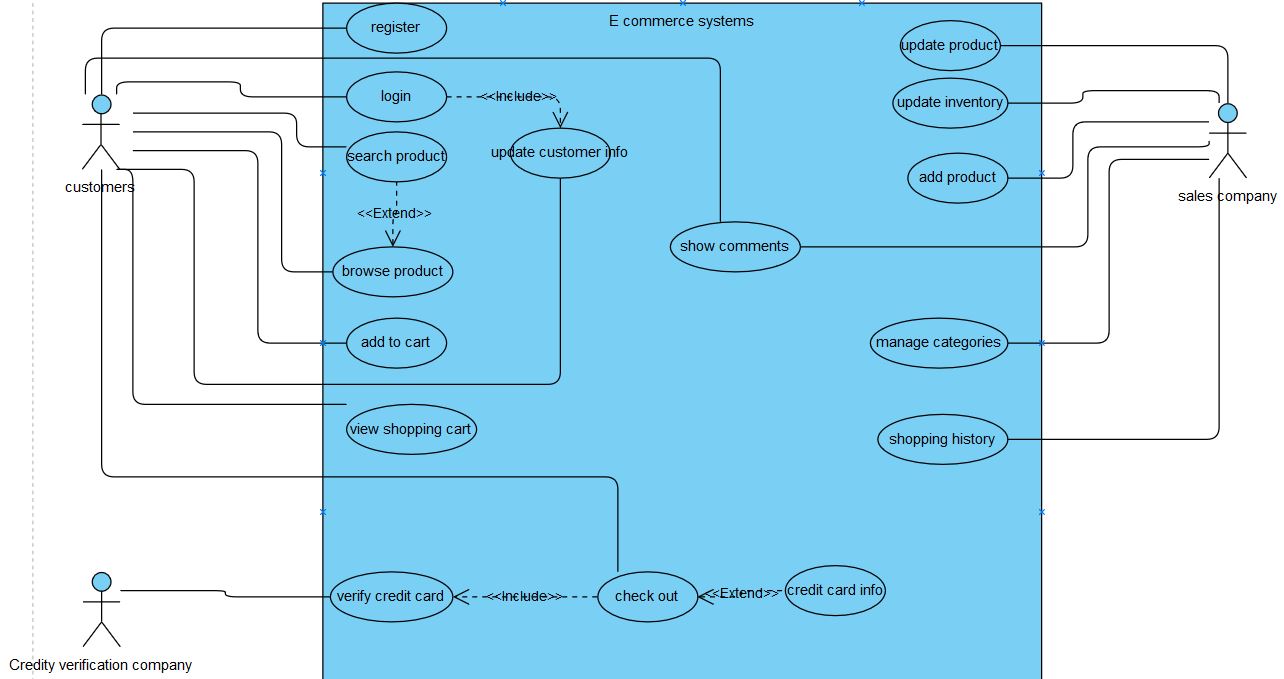 E commerce systems
register
update product
login
<<Include>>
update inventory
search product
update customer info
customers
add product
sales company
<<Extend>>
show comments
browse product
add to cart
manage categories
view shopping cart
shopping history
verify credit card
<<Include>>
check out
<<Extend>>
credit card info
Credity verification company